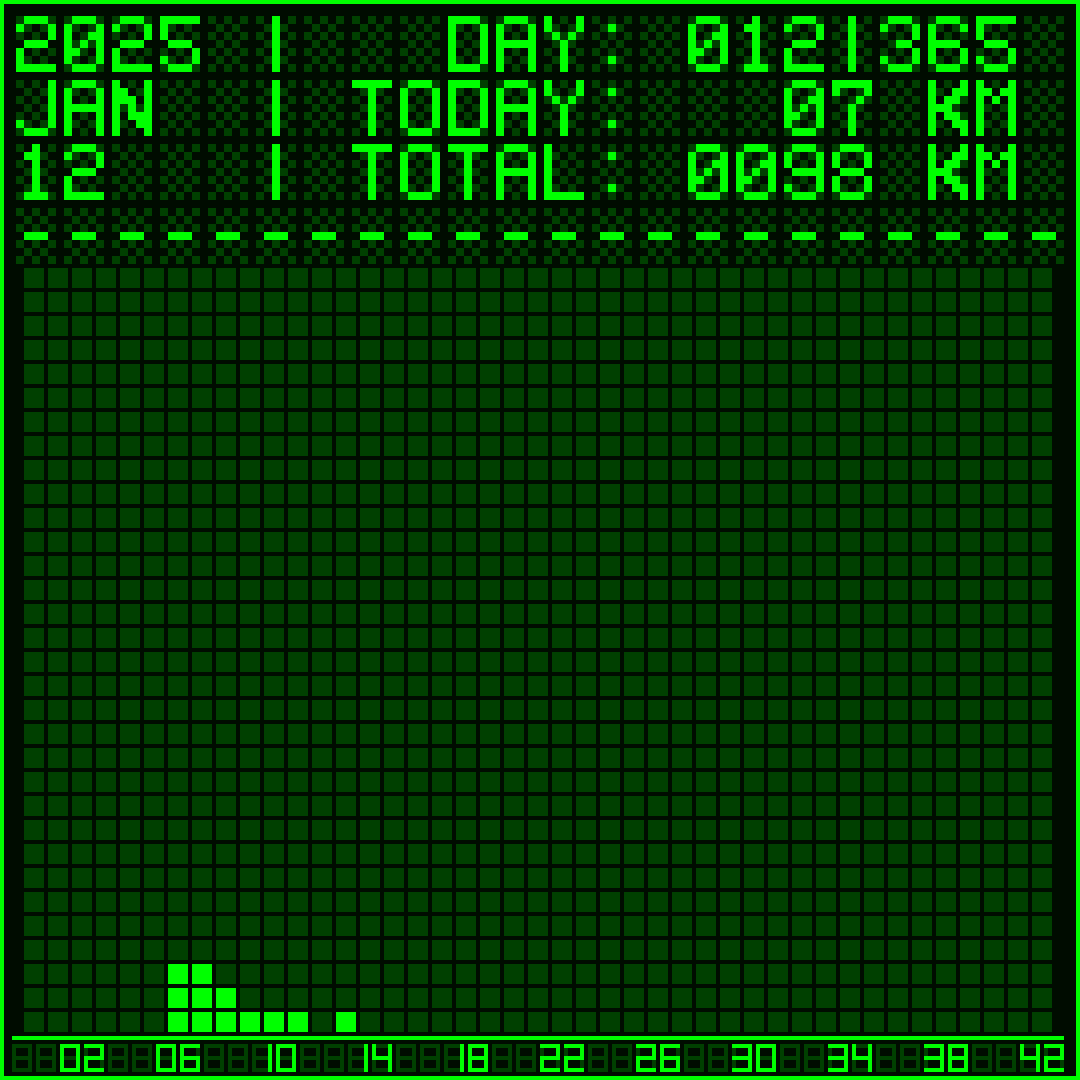 2025 | DAY: 012|365
JAN | TODAY: 07 KM
12 | TOTAL: 0098 KM
- - - - - - - - - - - - - - - - - - - - - -
02 06 10 14 18 22 26 30 34 38 42